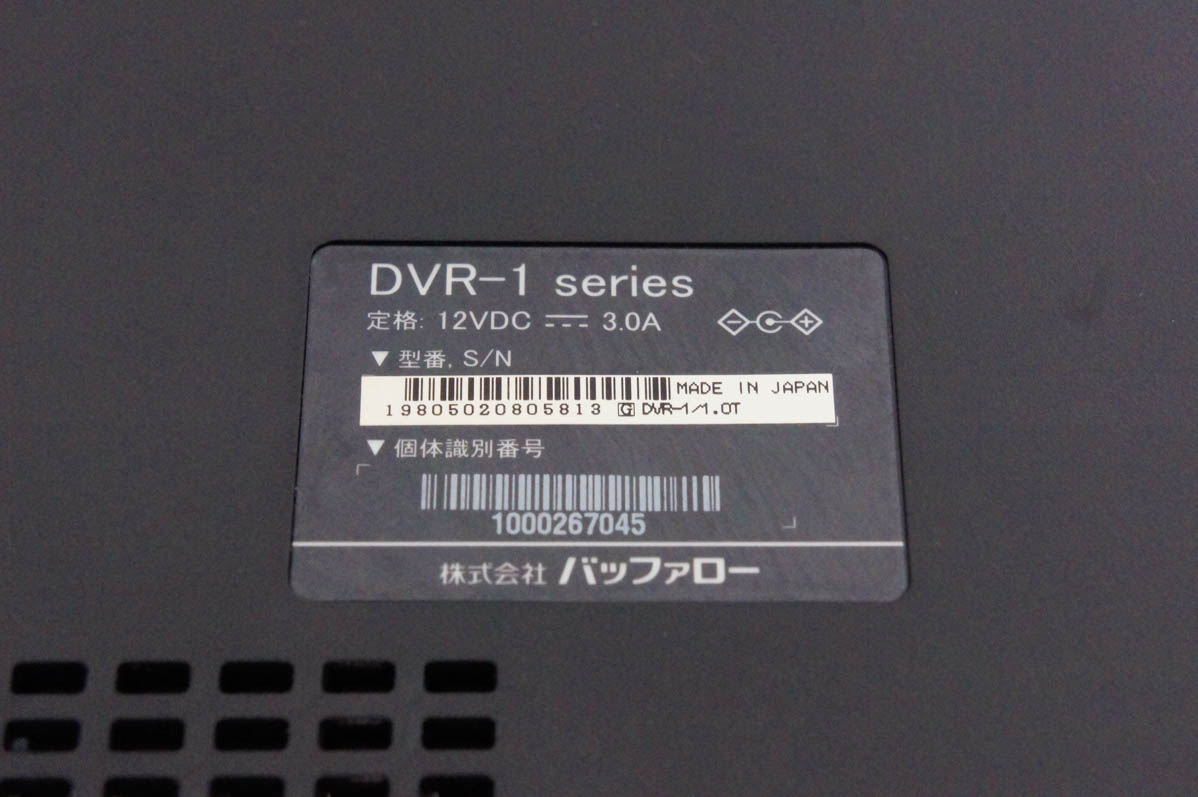 DVR-1 series
定格: 12VDC 3.0A
▼ 型番, S/N
MADE IN JAPAN
19805020805813 G DVR-1/1.0T
▼ 個体識別番号
1000267045
株式会社 バッファロー